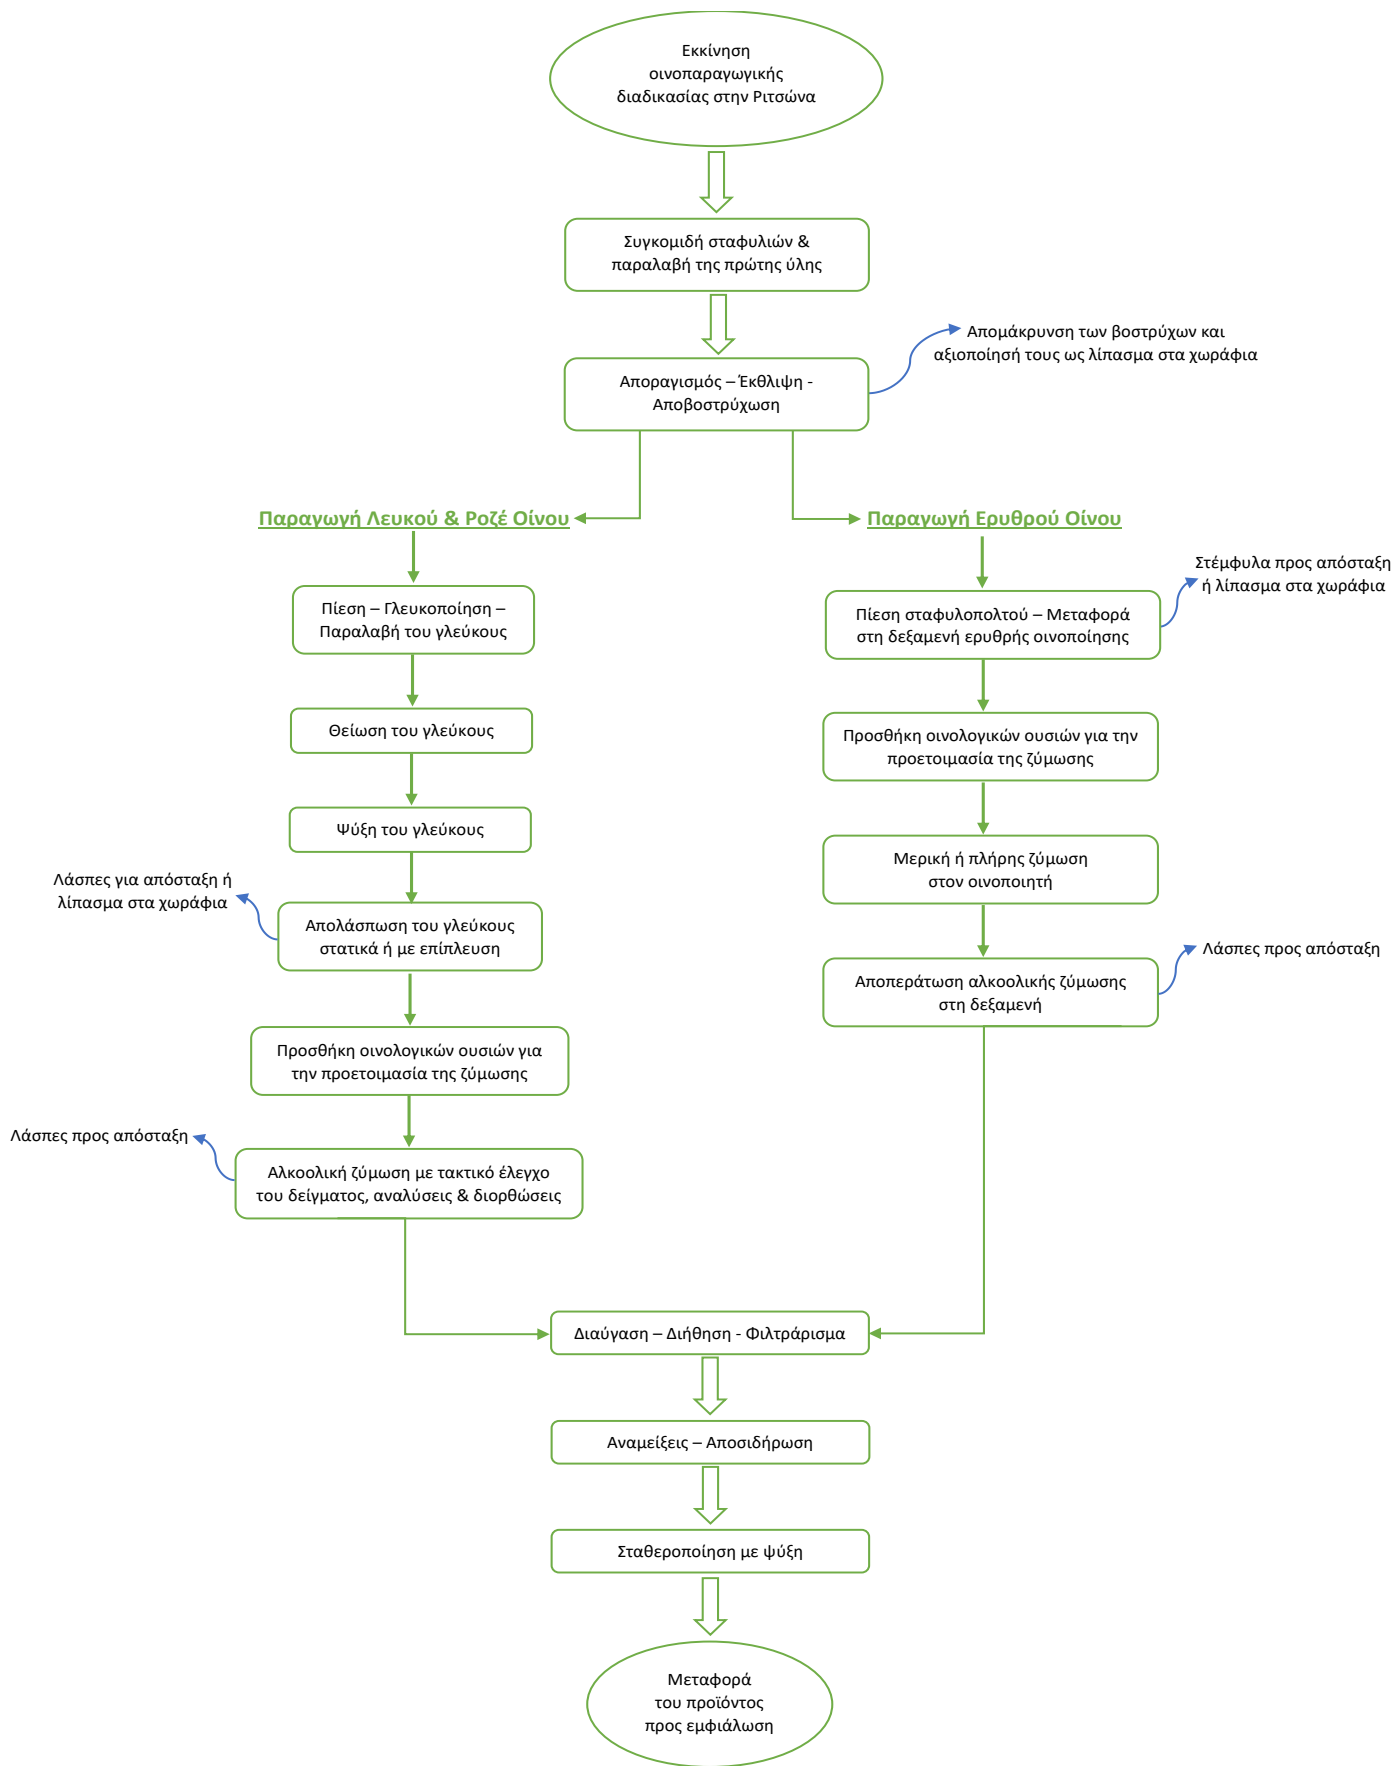 Εκκίνηση
οινοπαραγωγικής
διαδικασίας στην Ριτσώνα
Συγκομιδή σταφυλιών &
παραλαβή της πρώτης ύλης
Απομάκρυνση των βοστρύχων και
αξιοποίησή τους ως λίπασμα στα χωράφια
Αποραγισμός – Έκθλιψη -
Αποβοστρύχωση
Παραγωγή Λευκού & Ροζέ Οίνου
Πίεση – Γλευκοποίηση –
Παραλαβή του γλεύκους
Θείωση του γλεύκους
Ψύξη του γλεύκους
Λάσπες για απόσταξη ή
λίπασμα στα χωράφια
Απολάσπωση του γλεύκους
στατικά ή με επίπλευση
Προσθήκη οινολογικών ουσιών για
την προετοιμασία της ζύμωσης
Λάσπες προς απόσταξη
Αλκοολική ζύμωση με τακτικό έλεγχο
του δείγματος, αναλύσεις & διορθώσεις
Παραγωγή Ερυθρού Οίνου
Στέμφυλα προς απόσταξη
ή λίπασμα στα χωράφια
Πίεση σταφυλοπολτού – Μεταφορά
στη δεξαμενή ερυθρής οινοποίησης
Προσθήκη οινολογικών ουσιών για την
προετοιμασία της ζύμωσης
Μερική ή πλήρης ζύμωση
στον οινοποιητή
Λάσπες προς απόσταξη
Αποπεράτωση αλκοολικής ζύμωσης
στη δεξαμενή
Διαύγαση – Διήθηση - Φιλτράρισμα
Αναμείξεις – Αποσιδήρωση
Σταθεροποίηση με ψύξη
Μεταφορά
του προϊόντος
προς εμφιάλωση